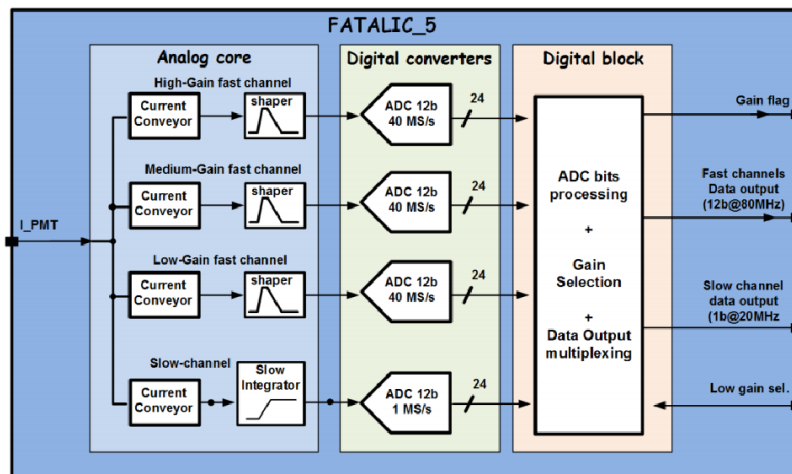 FATALIC_5
Analog core
Digital converters
Digital block
High-Gain fast channel
Current
Conveyor
shaper
ADC 12b
40 MS/s
24
Medium-Gain fast channel
Current
Conveyor
shaper
ADC 12b
40 MS/s
24
Low-Gain fast channel
Current
Conveyor
shaper
ADC 12b
40 MS/s
24
Slow-channel
Current
Conveyor
Slow
Integrator
ADC 12b
1 MS/s
24
I_PMT
ADC bits
processing
+
Gain
Selection
+
Data Output
multiplexing
Gain flag
Fast channels
Data output
(12b@80MHz)
Slow channel
data output
(1b@20MHz
Low gain sel.